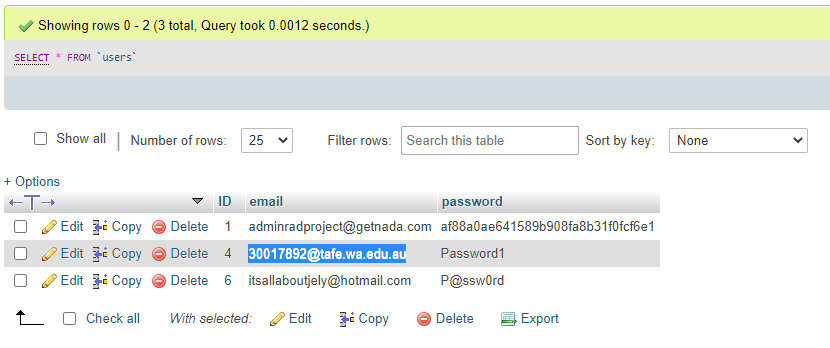 Showing rows 0 - 2 (3 total, Query took 0.0012 seconds.)
SELECT * FROM `users`
Show all | Number of rows: 25 Filter rows: Search this table Sort by key: None
+ Options
←T→ ID email password
Edit Copy Delete 1 adminradproject@getnada.com af88a0ae641589b908fa8b31f0fcf6e1
Edit Copy Delete 4 30017892@tafe.wa.edu.au Password1
Edit Copy Delete 6 itsallaboutjely@hotmail.com P@ssw0rd
Check all With selected: Edit Copy Delete Export